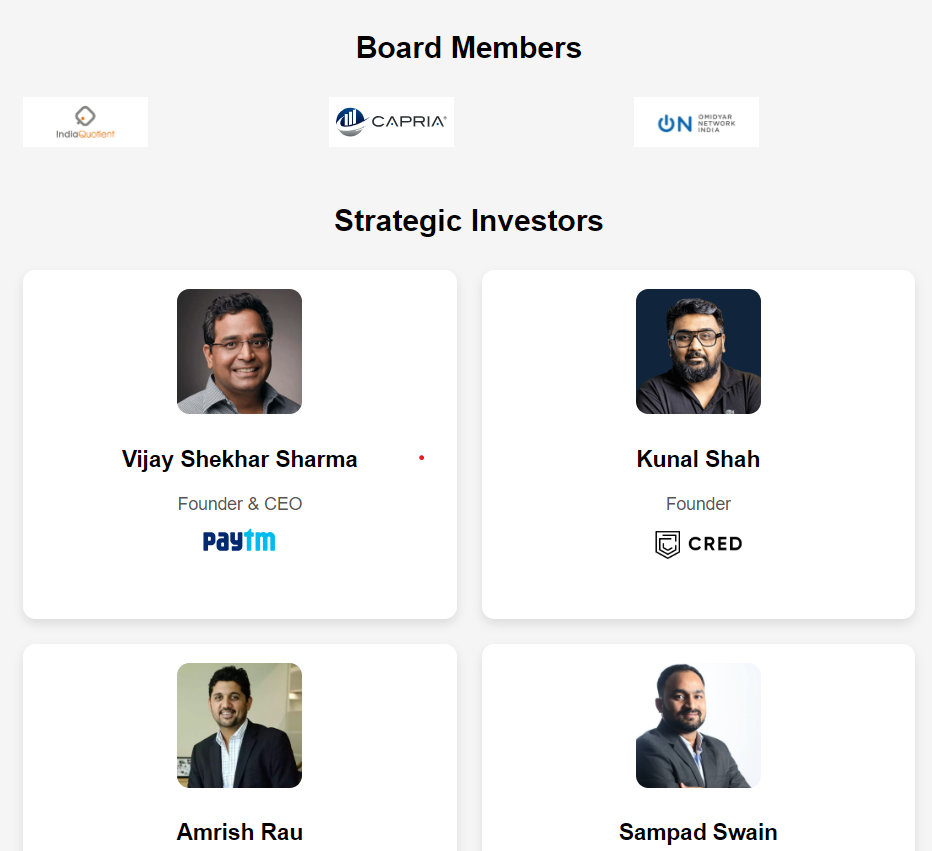 Board Members
IndiaQuotient
CAPRIA®
ON OMIDYAR
NETWORK
INDIA
Strategic Investors
Vijay Shekhar Sharma
Kunal Shah
Founder & CEO
Founder
paytm
CRED
Amrish Rau
Sampad Swain